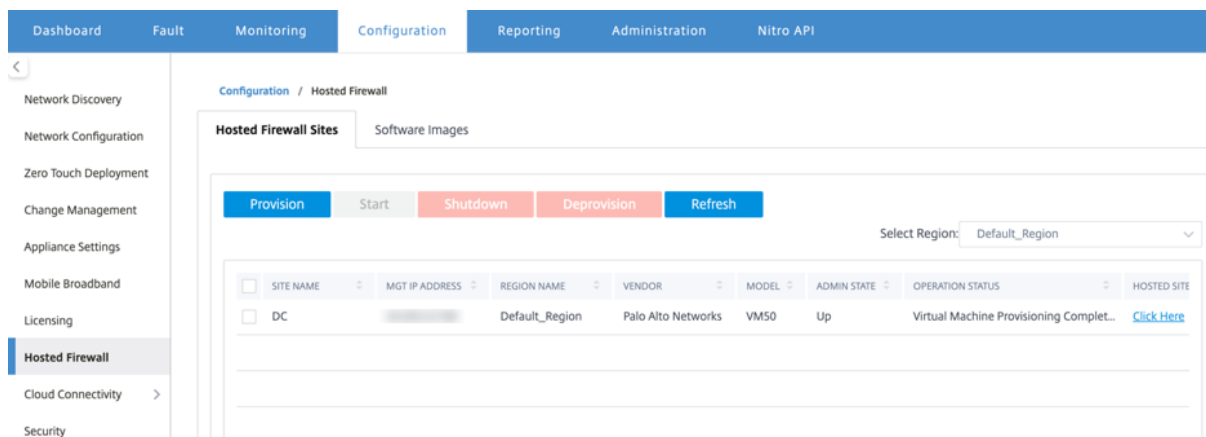 Dashboard Fault Monitoring Configuration Reporting Administration Nitro API
Network Discovery
Network Configuration
Zero Touch Deployment
Change Management
Appliance Settings
Mobile Broadband
Licensing
Hosted Firewall
Cloud Connectivity
Security
Configuration / Hosted Firewall
Hosted Firewall Sites Software Images
Provision Start Shutdown Deprovision Refresh
Select Region: Default_Region
SITE NAME MGT IP ADDRESS REGION NAME VENDOR MODEL ADMIN STATE OPERATION STATUS HOSTED SITE
DC Default_Region Palo Alto Networks VM50 Up Virtual Machine Provisioning Complet... Click Here